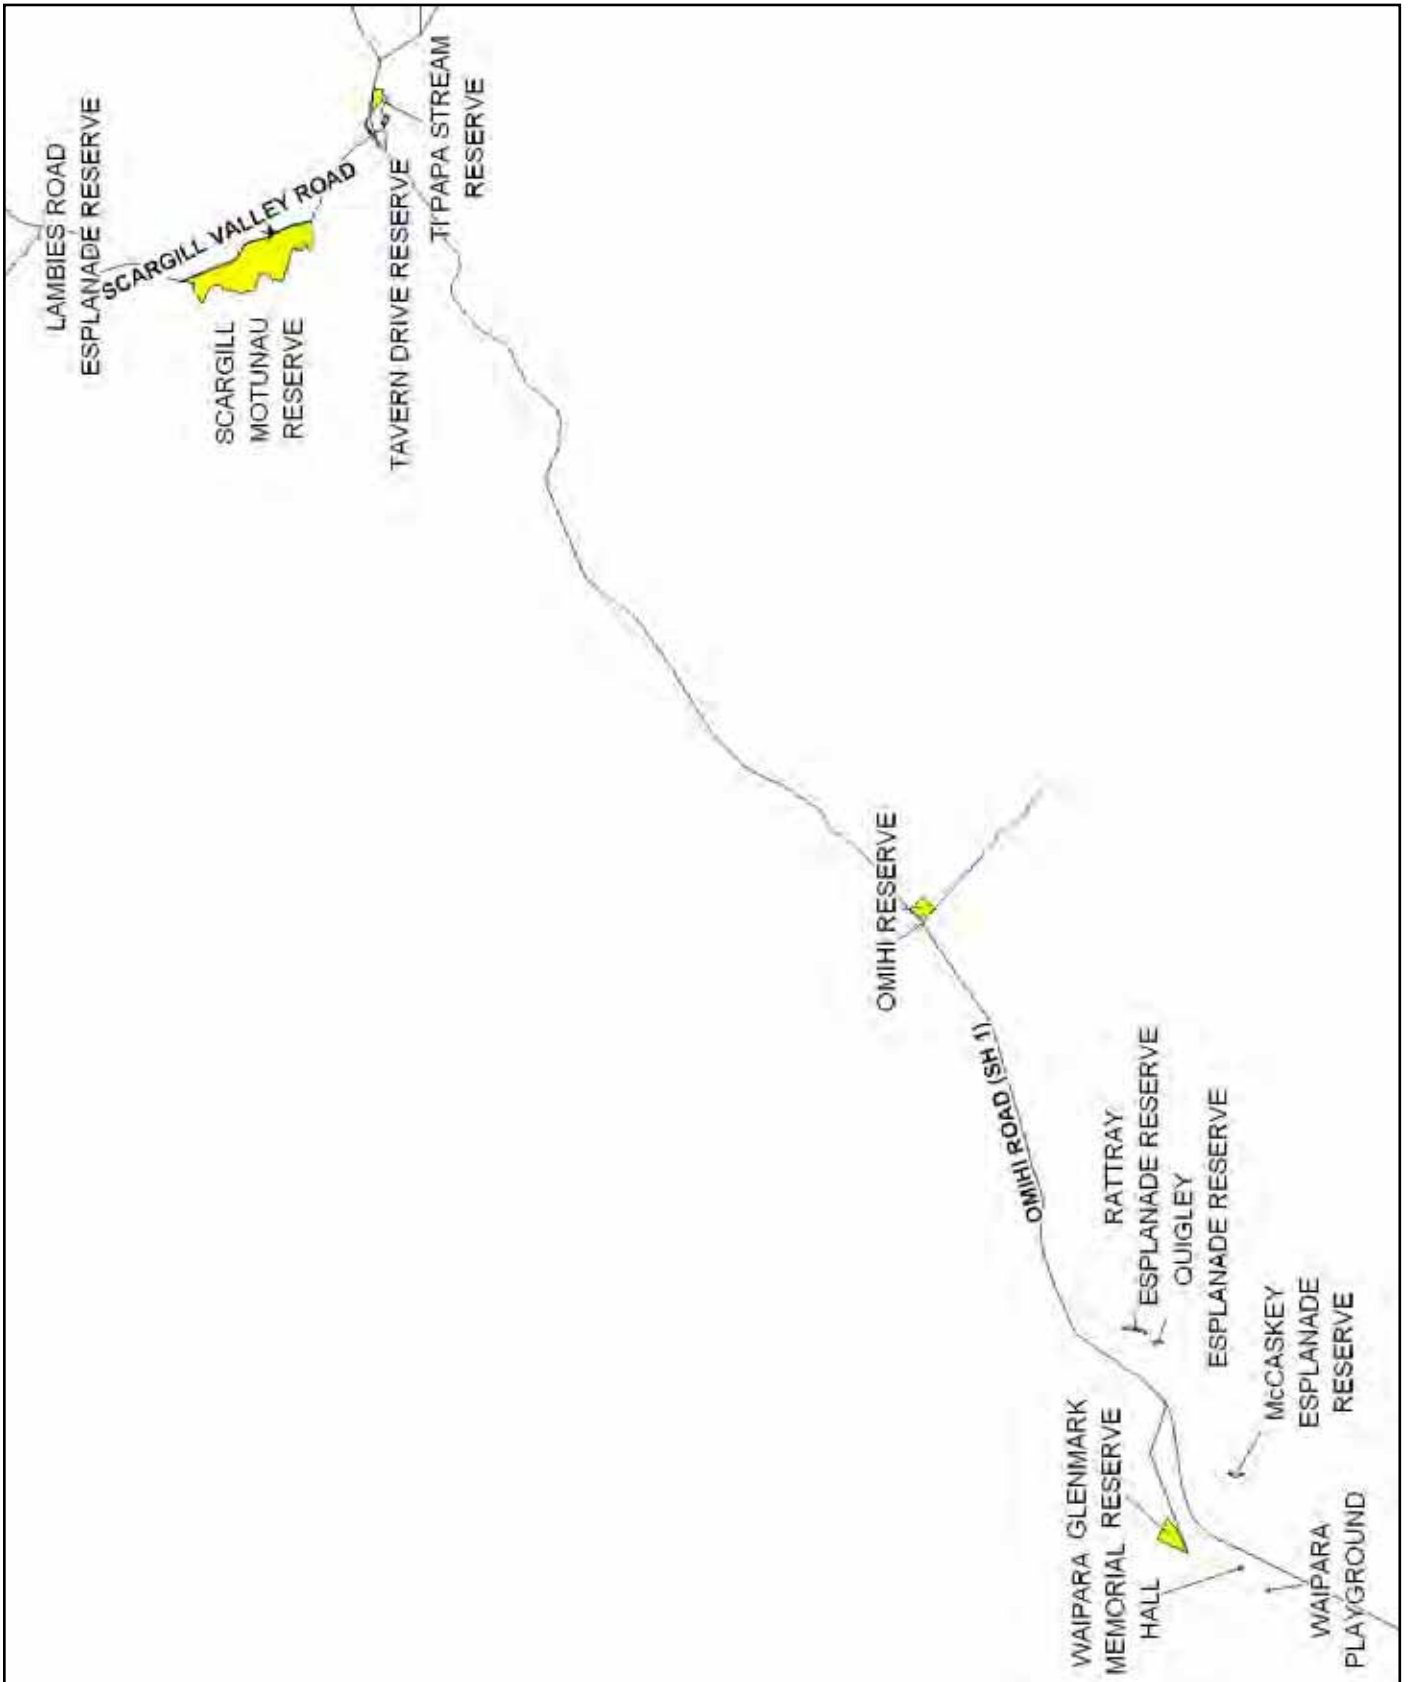 LAMBIES ROAD
ESPLANADE RESERVE
SCARGILL VALLEY ROAD
SCARGILL
MOTUNAU
RESERVE
TAVERN DRIVE RESERVE
TI'PAPA STREAM
RESERVE
OMIHI RESERVE
OMIHI ROAD (SH 1)
RATTRAY
ESPLANADE RESERVE
QUIGLEY
ESPLANADE RESERVE
McCASKEY
ESPLANADE
RESERVE
WAIPARA GLENMARK
MEMORIAL RESERVE
HALL
WAIPARA
PLAYGROUND